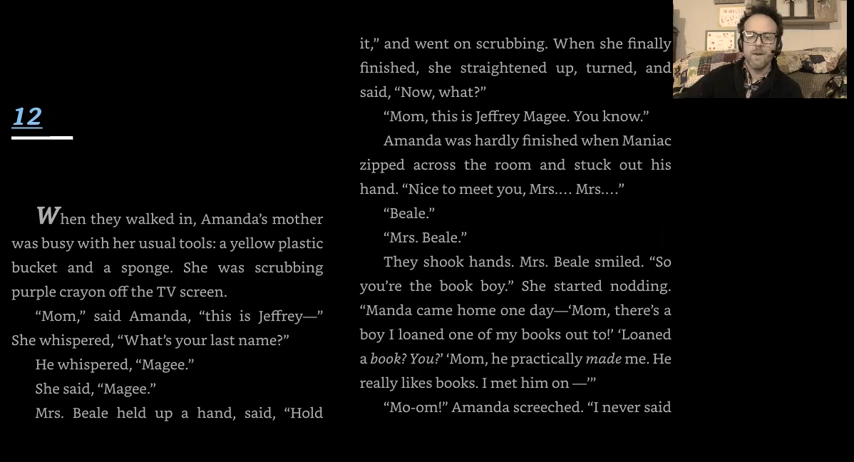 12
When they walked in, Amanda’s mother
was busy with her usual tools: a yellow plastic
bucket and a sponge. She was scrubbing
purple crayon off the TV screen.
“Mom,” said Amanda, “this is Jeffrey—”
She whispered, “What’s your last name?”
He whispered, “Magee.”
She said, “Magee.”
Mrs. Beale held up a hand, said, “Hold
it,” and went on scrubbing. When she finally
finished, she straightened up, turned, and
said, “Now, what?”
“Mom, this is Jeffrey Magee. You know.”
Amanda was hardly finished when Maniac
zipped across the room and stuck out his
hand. “Nice to meet you, Mrs.… Mrs.…”
“Beale.”
“Mrs. Beale.”
They shook hands. Mrs. Beale smiled. “So
you’re the book boy.” She started nodding.
“Manda came home one day—‘Mom, there’s a
boy I loaned one of my books out to!’ ‘Loaned
a book? You?’ ‘Mom, he practically made me. He
really likes books. I met him on —’”
“Mo-om!” Amanda screeched. “I never said